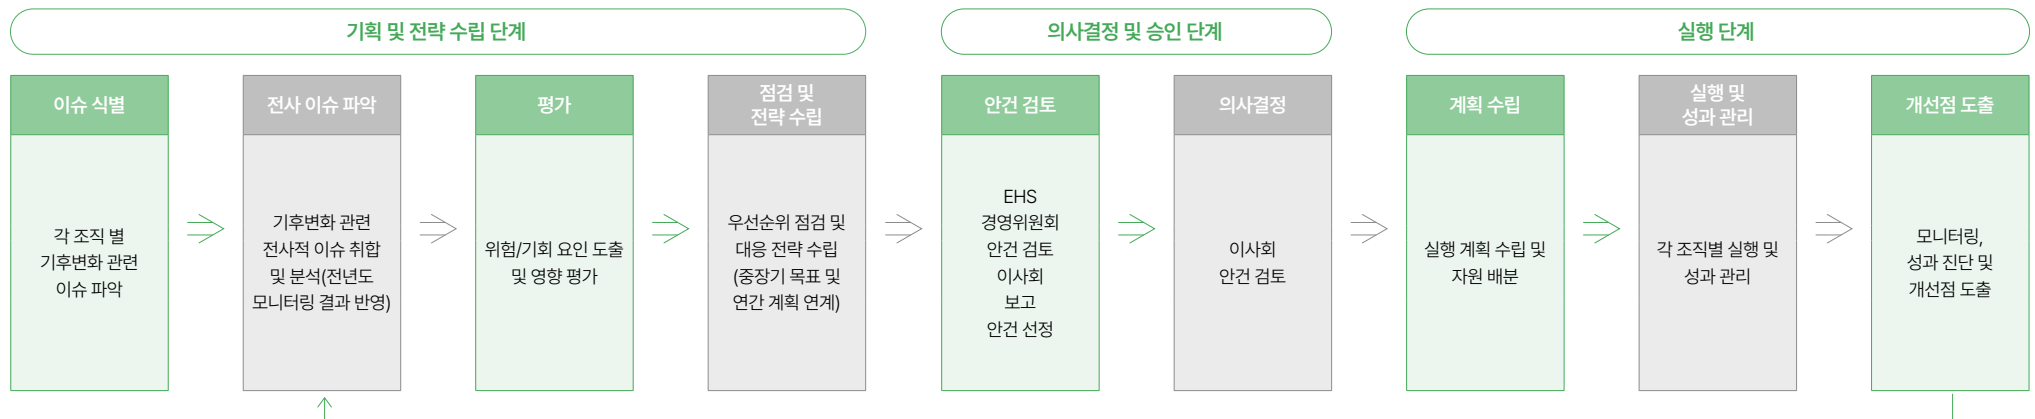 기획 및 전략 수립 단계
의사결정 및 승인 단계
실행 단계
이슈 식별
각 조직 별
기후변화 관련
이슈 파악
전사 이슈 파악
기후변화 관련
전사적 이슈 취합
및 분석(전년도
모니터링 결과 반영)
평가
위험/기회 요인 도출
및 영향 평가
점검 및
전략 수립
우선순위 점검 및
대응 전략 수립
(중장기 목표 및
연간 계획 연계)
안건 검토
EHS
경영위원회
안건 검토
이사회
보고
안건 선정
의사결정
이사회
안건 검토
계획 수립
실행 계획 수립 및
자원 배분
실행 및
성과 관리
각 조직별 실행 및
성과 관리
개선점 도출
모니터링,
성과 진단 및
개선점 도출